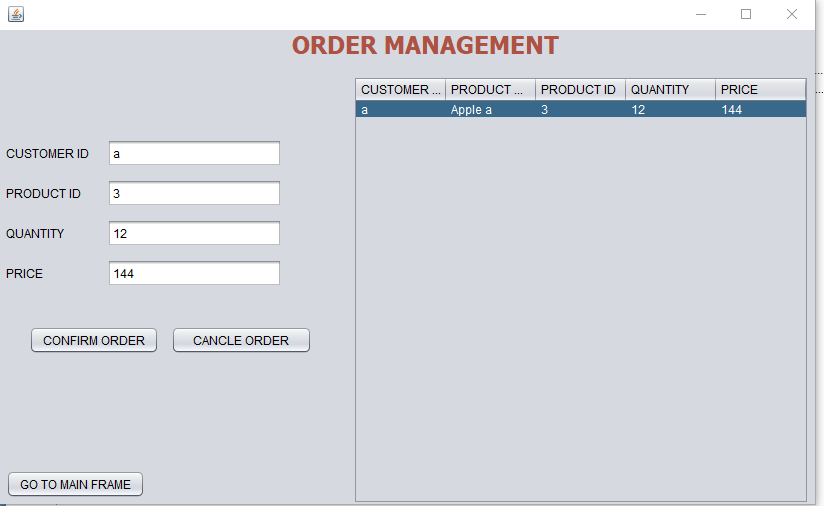 ORDER MANAGEMENT
CUSTOMER ... PRODUCT ... PRODUCT ID QUANTITY PRICE
a Apple a 3 12 144
CUSTOMER ID a
PRODUCT ID 3
QUANTITY 12
PRICE 144
CONFIRM ORDER CANCLE ORDER
GO TO MAIN FRAME